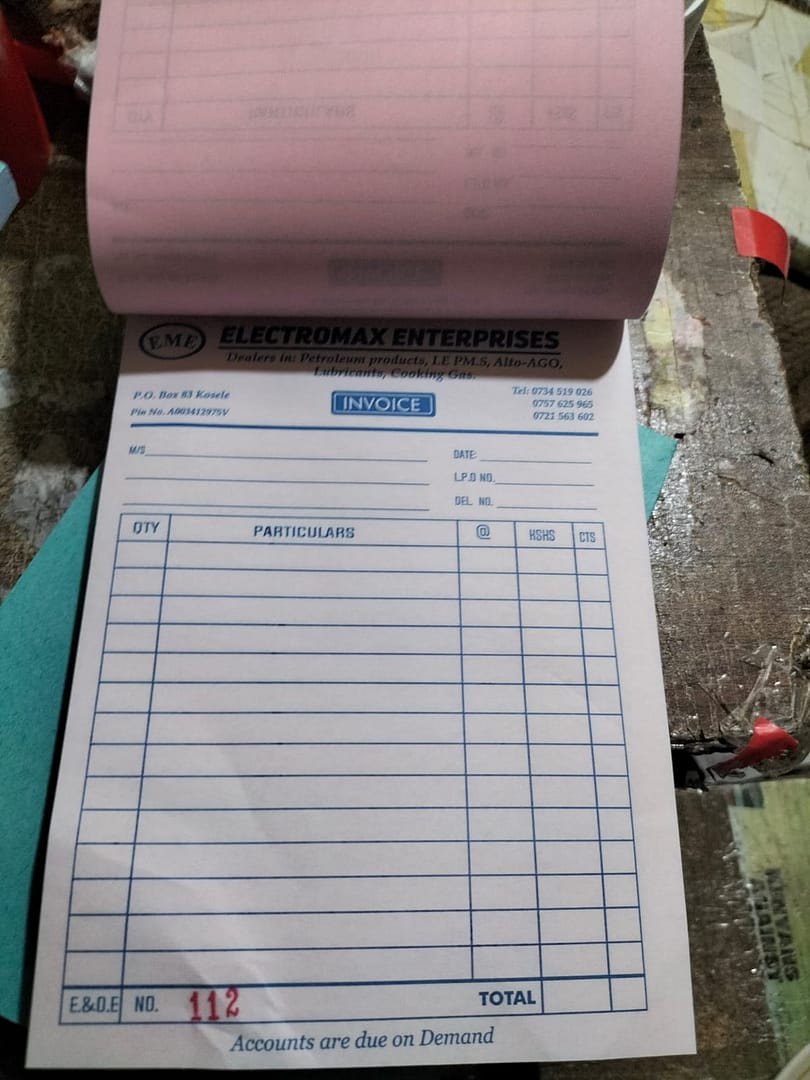 EME ELECTROMAX ENTERPRISES
Dealers in: Petroleum products, I.E PM.S, Alto-AGO,
Lubricants, Cooking Gas.
P.O. Box 83 Kosele
Pin No. A003412975V
INVOICE
Tel: 0734 519 026
0757 625 965
0721 563 602
M/S
DATE:
L.P.O NO.
DEL. NO.
QTY PARTICULARS @ KSHS CTS
E.&.O.E NO. 112 TOTAL
Accounts are due on Demand